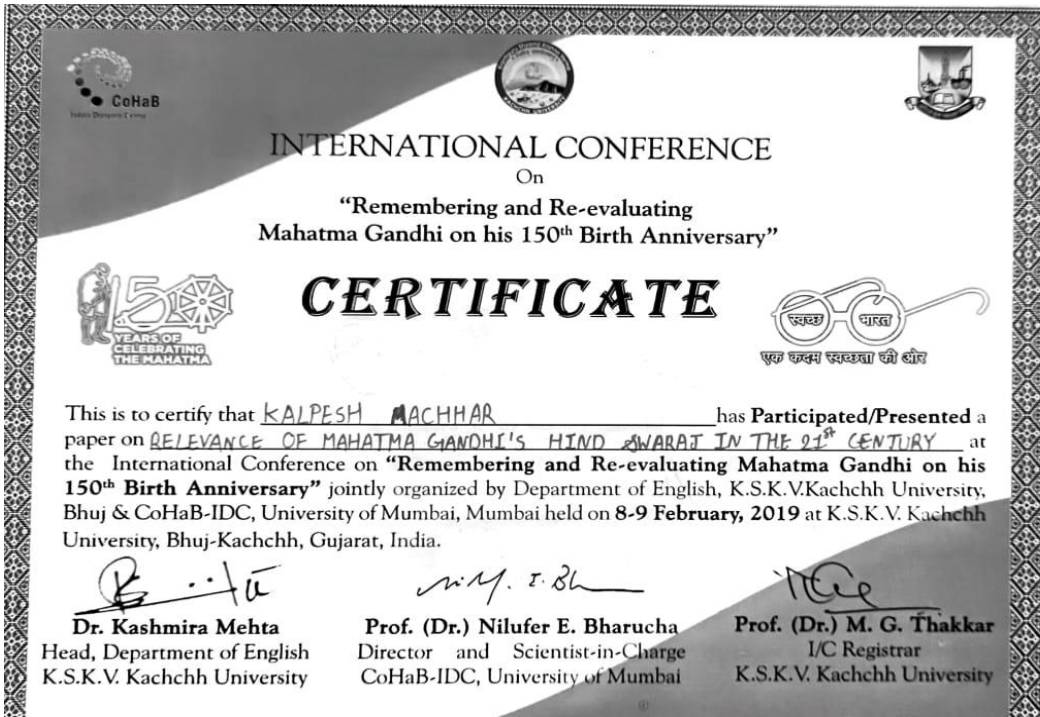 CoHaB
INTERNATIONAL CONFERENCE
On
“Remembering and Re-evaluating
Mahatma Gandhi on his 150th Birth Anniversary”
150
YEARS OF
CELEBRATING
THE MAHATMA
CERTIFICATE
स्वच्छ भारत
एक कदम स्वच्छता की ओर
This is to certify that KALPESH MACHHAR has Participated/Presented a
paper on RELEVANCE OF MAHATMA GANDHI'S HIND SWARAJ IN THE 21st CENTURY at
the International Conference on “Remembering and Re-evaluating Mahatma Gandhi on his
150th Birth Anniversary” jointly organized by Department of English, K.S.K.V.Kachchh University,
Bhuj & CoHaB-IDC, University of Mumbai, Mumbai held on 8-9 February, 2019 at K.S.K.V. Kachchh
University, Bhuj-Kachchh, Gujarat, India.
Dr. Kashmira Mehta
Head, Department of English
K.S.K.V. Kachchh University
Prof. (Dr.) Nilufer E. Bharucha
Director and Scientist-in-Charge
CoHaB-IDC, University of Mumbai
Prof. (Dr.) M. G. Thakkar
I/C Registrar
K.S.K.V. Kachchh University